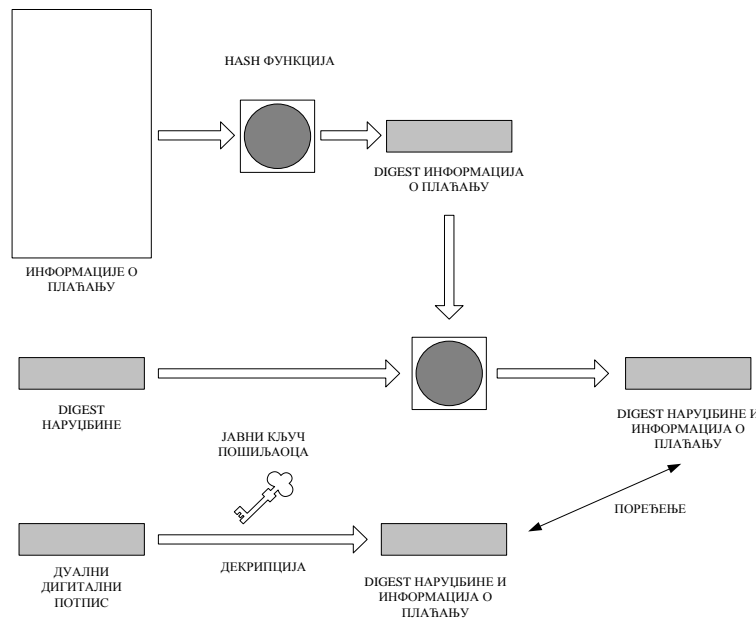 HASH ФУНКЦИЈА
DIGEST ИНФОРМАЦИЈА
О ПЛАЋАЊУ
ИНФОРМАЦИЈЕ О
ПЛАЋАЊУ
DIGEST
НАРУЏБИНЕ
DIGEST НАРУЏБИНЕ И
ИНФОРМАЦИЈА О
ПЛАЋАЊУ
ЈАВНИ КЉУЧ
ПОШИЉАОЦА
ПОРЕЂЕЊЕ
ДЕКРИПЦИЈА
ДУАЛНИ
ДИГИТАЛНИ
ПОТПИС
DIGEST НАРУЏБИНЕ И
ИНФОРМАЦИЈА О
ПЛАЋАЊУ